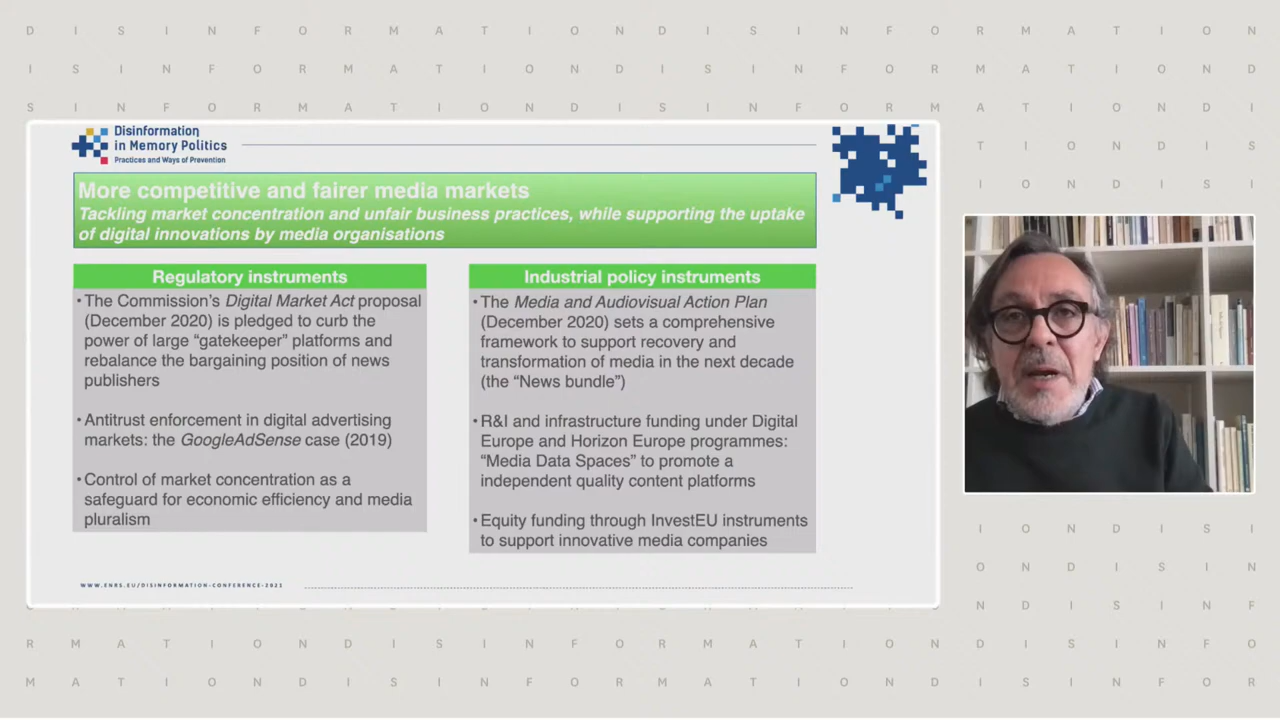 D I S I N F O R M A T I O N D I S I N F O R M A T I O N
I S I N F O R M A T I O N D I S I N F O R M A T I O N D
S I N F O R M A T I O N D I S I N F O R M A T I O N D I
T I O N D I S
I O N D I S I
Disinformation
in Memory Politics
Practices and Ways of Prevention
More competitive and fairer media markets
Tackling market concentration and unfair business practices, while supporting the uptake
of digital innovations by media organisations
Regulatory instruments
•The Commission's Digital Market Act proposal
(December 2020) is pledged to curb the
power of large “gatekeeper” platforms and
rebalance the bargaining position of news
publishers
•Antitrust enforcement in digital advertising
markets: the GoogleAdSense case (2019)
•Control of market concentration as a
safeguard for economic efficiency and media
pluralism
Industrial policy instruments
•The Media and Audiovisual Action Plan
(December 2020) sets a comprehensive
framework to support recovery and
transformation of media in the next decade
(the “News bundle”)
•R&I and infrastructure funding under Digital
Europe and Horizon Europe programmes:
“Media Data Spaces” to promote a
independent quality content platforms
•Equity funding through InvestEU instruments
to support innovative media companies
WWW.ENRS.EU/DISINFORMATION-CONFERENCE-2021
I O N D I S I
O N D I S I N
N D I S I N F
R M A T I O N D I S I N F O R M A T I O N D I S I N F O
M A T I O N D I S I N F O R M A T I O N D I S I N F O R